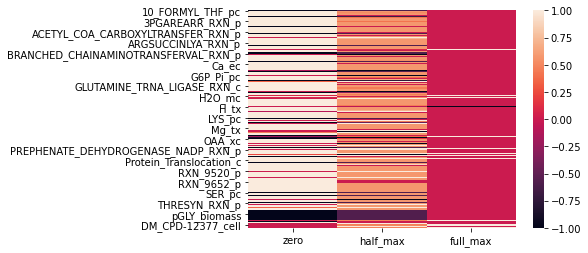 10_FORMYL_THF_pc
3PGAREARR_RXN_p
ACETYL_COA_CARBOXYLTRANSFER_RXN_p
ARGSUCCINLYA_RXN_p
BRANCHED_CHAINAMINOTRANSFERVAL_RXN_p
Ca_ec
G6P_Pi_pc
GLUTAMINE_TRNA_LIGASE_RXN_c
H2O_mc
LYS_pc
Mg_tx
OAA_xc
PREPHENATE_DEHYDROGENASE_NADP_RXN_p
Protein_Translocation_c
RXN_9520_p
RXN_9652_p
SER_pc
THRESYN_RXN_p
pGLY_biomass
DM_CPD-12377_cell
zero
half_max
full_max
1.00
0.75
0.50
0.25
0.00
−0.25
−0.50
−0.75
−1.00